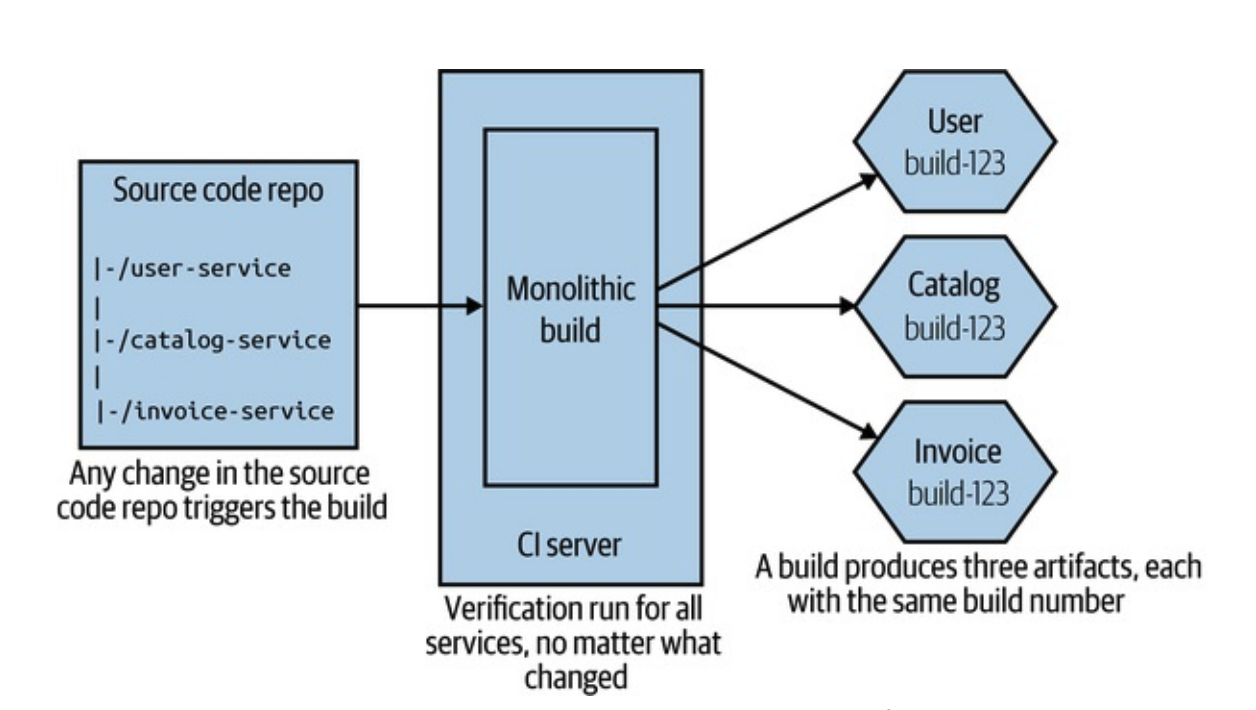 Source code repo
|-/user-service
|
|-/catalog-service
|
|-/invoice-service
Any change in the source
code repo triggers the build
Monolithic
build
CI server
Verification run for all
services, no matter what
changed
User
build-123
Catalog
build-123
Invoice
build-123
A build produces three artifacts, each
with the same build number